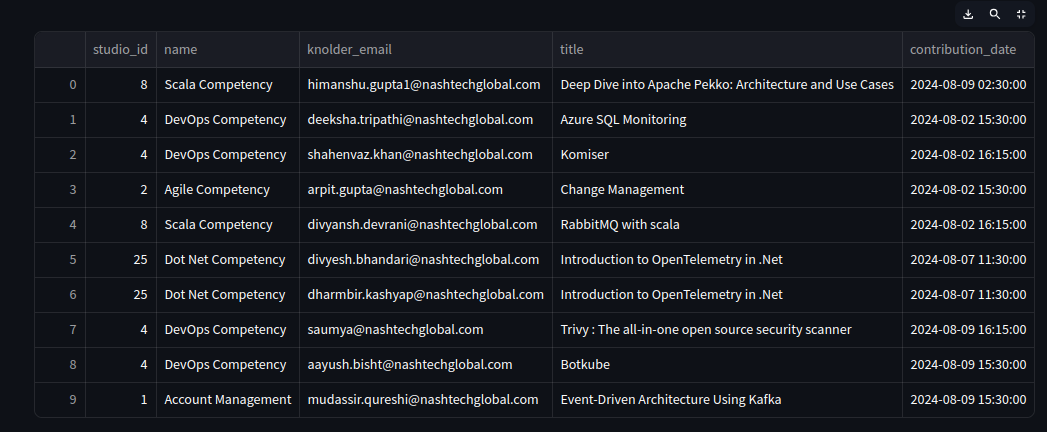 studio_id name knolder_email title contribution_date
0 8 Scala Competency himanshu.gupta1@nashtechglobal.com Deep Dive into Apache Pekko: Architecture and Use Cases 2024-08-09 02:30:00
1 4 DevOps Competency deeksha.tripathi@nashtechglobal.com Azure SQL Monitoring 2024-08-02 15:30:00
2 4 DevOps Competency shahenvaz.khan@nashtechglobal.com Komiser 2024-08-02 16:15:00
3 2 Agile Competency arpit.gupta@nashtechglobal.com Change Management 2024-08-02 15:30:00
4 8 Scala Competency divyansh.devrani@nashtechglobal.com RabbitMQ with scala 2024-08-02 16:15:00
5 25 Dot Net Competency divyesh.bhandari@nashtechglobal.com Introduction to OpenTelemetry in .Net 2024-08-07 11:30:00
6 25 Dot Net Competency dharmbir.kashyap@nashtechglobal.com Introduction to OpenTelemetry in .Net 2024-08-07 11:30:00
7 4 DevOps Competency saumya@nashtechglobal.com Trivy : The all-in-one open source security scanner 2024-08-09 16:15:00
8 4 DevOps Competency aayush.bisht@nashtechglobal.com Botkube 2024-08-09 15:30:00
9 1 Account Management mudassir.qureshi@nashtechglobal.com Event-Driven Architecture Using Kafka 2024-08-09 15:30:00